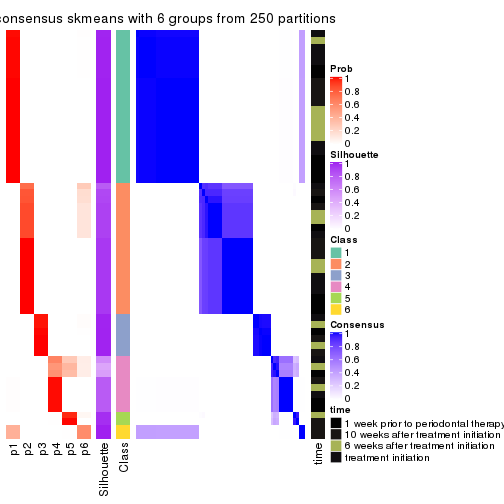 consensus skmeans with 6 groups from 250 partitions
Prob
1
0.8
0.6
0.4
0.2
0
Silhouette
1
0.8
0.6
0.4
0.2
0
Class
1
2
3
4
5
6
Consensus
1
0.8
0.6
0.4
0.2
0
time
1 week prior to periodontal therapy
10 weeks after treatment initiation
6 weeks after treatment initiation
treatment initiation
p1
p2
p3
p4
p5
p6
Silhouette
Class
time